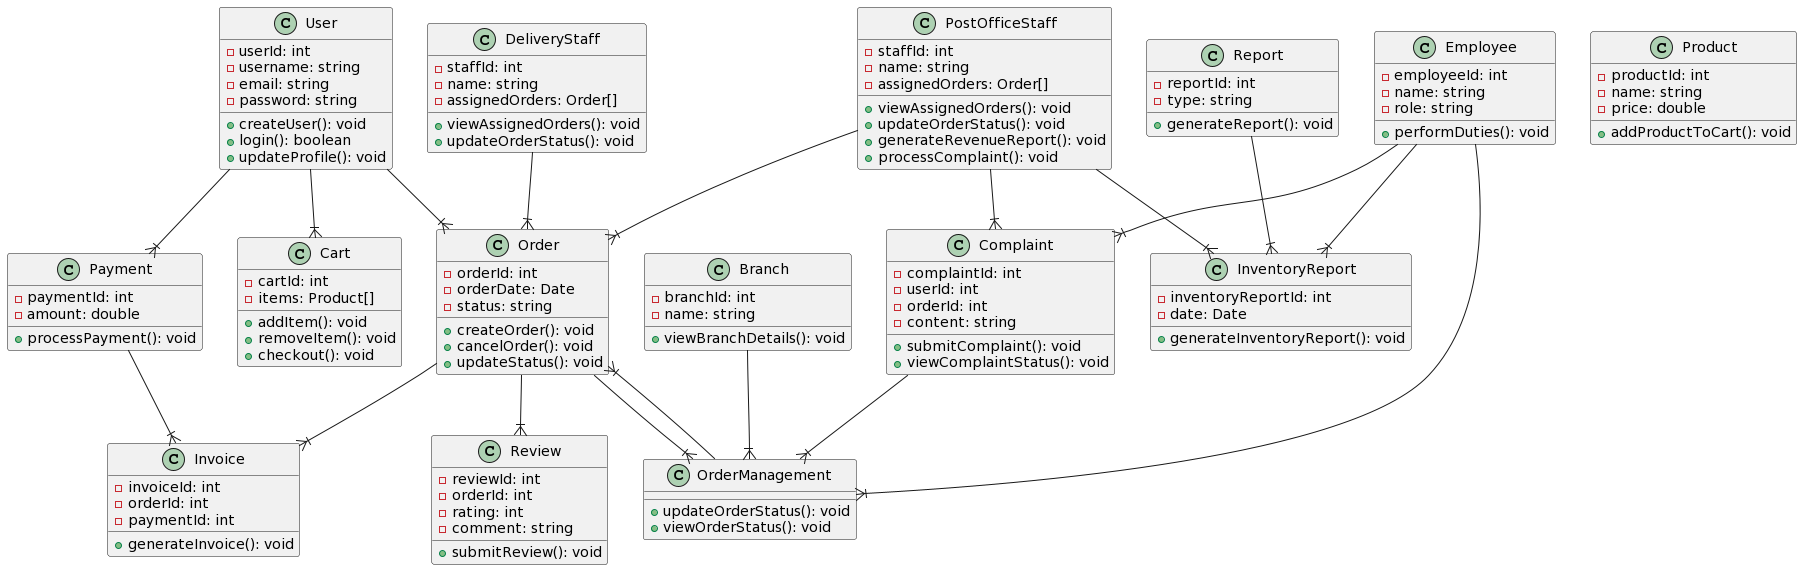 C User
userId: int
username: string
email: string
password: string
createUser(): void
login(): boolean
updateProfile(): void
C DeliveryStaff
staffId: int
name: string
assignedOrders: Order[]
viewAssignedOrders(): void
updateOrderStatus(): void
C PostOfficeStaff
staffId: int
name: string
assignedOrders: Order[]
viewAssignedOrders(): void
updateOrderStatus(): void
generateRevenueReport(): void
processComplaint(): void
C Report
reportId: int
type: string
generateReport(): void
C Employee
employeeId: int
name: string
role: string
performDuties(): void
C Product
productId: int
name: string
price: double
addProductToCart(): void
C Payment
paymentId: int
amount: double
processPayment(): void
C Cart
cartId: int
items: Product[]
addItem(): void
removeItem(): void
checkout(): void
C Order
orderId: int
orderDate: Date
status: string
createOrder(): void
cancelOrder(): void
updateStatus(): void
C Branch
branchId: int
name: string
viewBranchDetails(): void
C Complaint
complaintId: int
userId: int
orderId: int
content: string
submitComplaint(): void
viewComplaintStatus(): void
C InventoryReport
inventoryReportId: int
date: Date
generateInventoryReport(): void
C Invoice
invoiceId: int
orderId: int
paymentId: int
generateInvoice(): void
C Review
reviewId: int
orderId: int
rating: int
comment: string
submitReview(): void
C OrderManagement
updateOrderStatus(): void
viewOrderStatus(): void